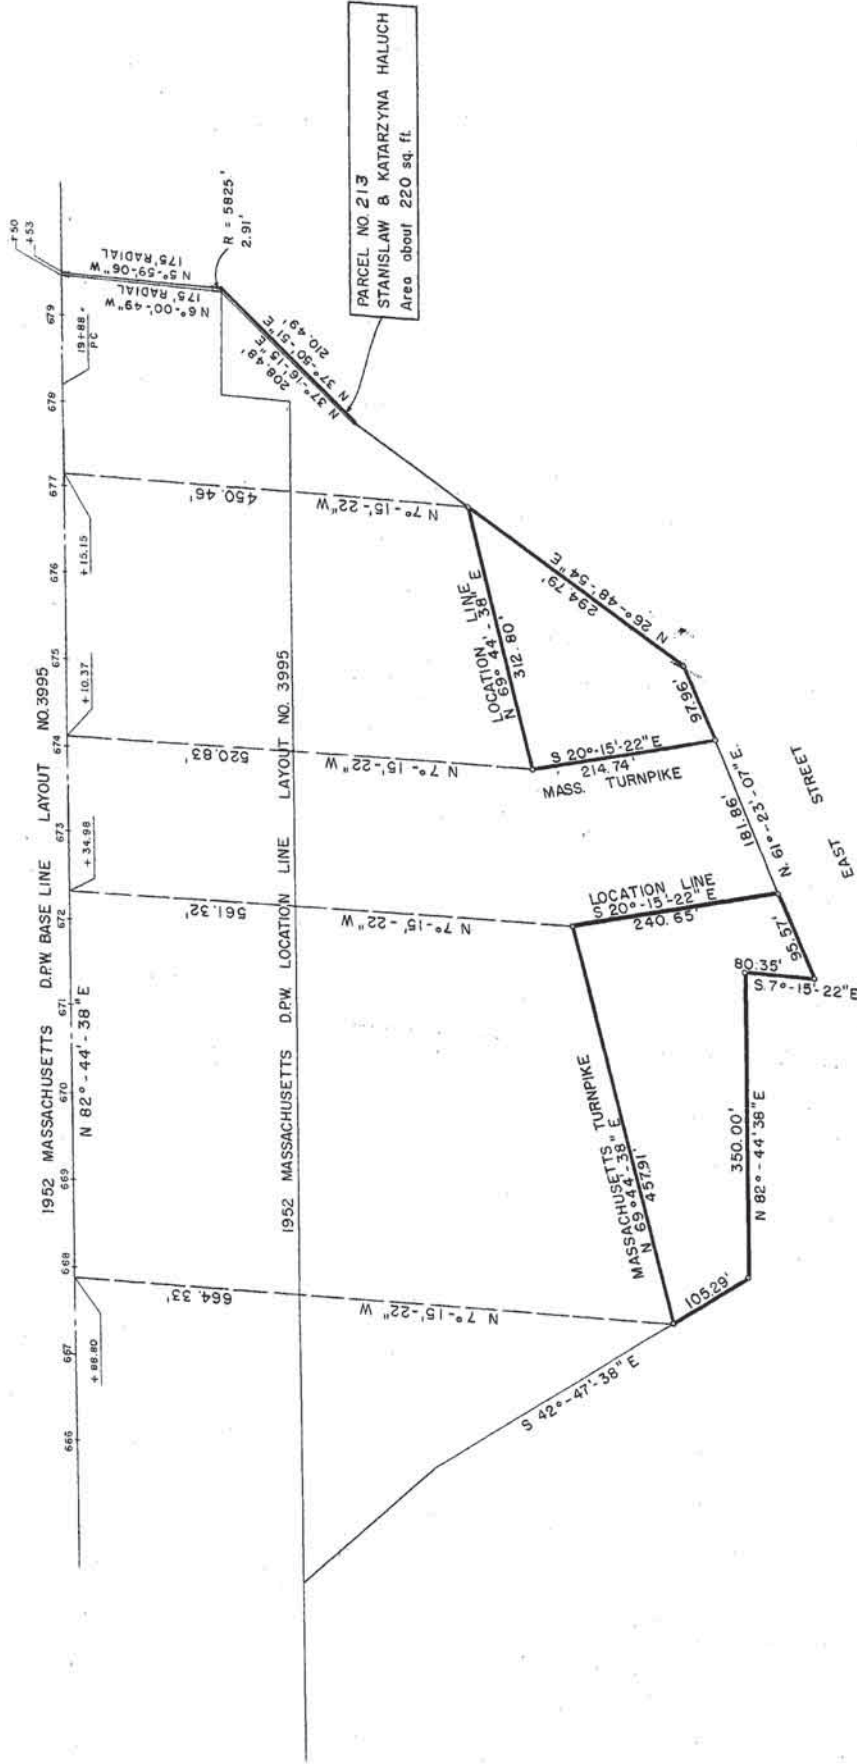 1952 MASSACHUSETTS D.P.W. BASE LINE LAYOUT NO.3995
N 82°-44'-38"E
666
667
668
669
670
671
672
673
674
675
676
677
678
679
+ 88.80
+ 34.98
+ 10.37
+ 15.15
19+88
PC
+50
+53
N 5°-59'-06"W
175' RADIAL
N6°-00'-49"W
175' RADIAL
R = 5825.'
2.91'
N 37°-16'-15"E
208.48'
N 37°-50'-51"E
210.49'
PARCEL NO. 213
STANISLAW & KATARZYNA HALUCH
Area about 220 sq. ft.
1952 MASSACHUSETTS D.P.W. LOCATION LINE LAYOUT NO. 3995
664.33'
N 7°-15'-22"W
561.32'
N 7°-15'-22"W
520.83'
N 7°-15'-22"W
450.46'
N 7°-15'-22"W
LOCATION LINE
N 69°44'-38"E
312.80'
S 20°-15'-22"E
214.74'
MASS. TURNPIKE
N 26°-48'-54"E
294.79'
97.96'
181.86'
N. 61°-23'-07"E.
EAST STREET
LOCATION LINE
S 20°-15'-22"E
240.65'
95.57'
80.35'
S.7°-15'-22"E
MASSACHUSETTS TURNPIKE
N 69°44'-38"E
457.91'
350.00'
N 82°-44'38"E
105.29'
S 42°-47'-38"E